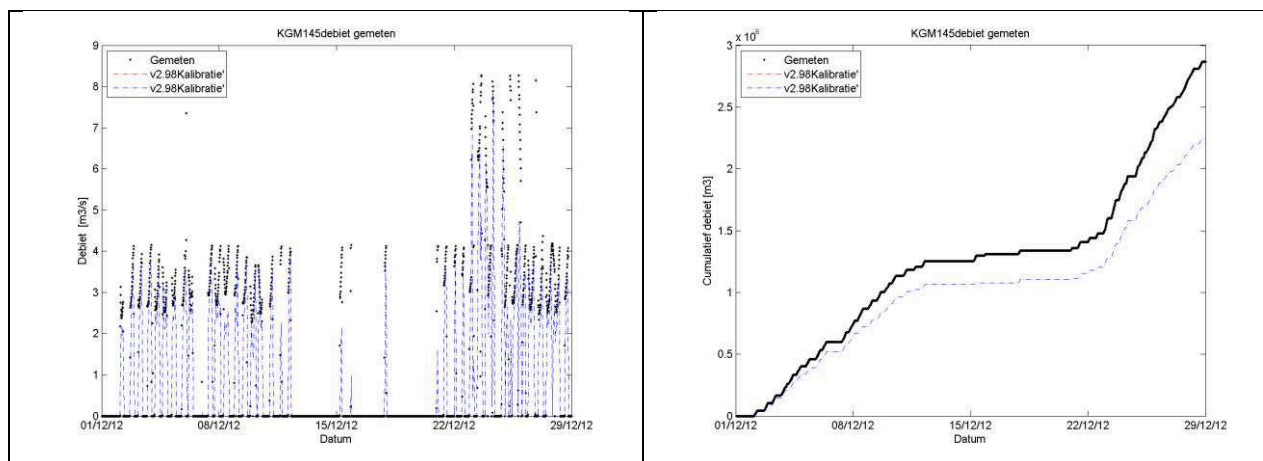 KGM145debiet gemeten
Gemeten
v2.98Kalibratie'
v2.98Kalibratie'
9
8
7
6
5
4
3
2
1
0
Debiet [m3/s]
01/12/12 08/12/12 15/12/12 22/12/12 29/12/12
Datum
KGM145debiet gemeten
x 10⁶
Gemeten
v2.98Kalibratie'
v2.98Kalibratie'
3
2.5
2
1.5
1
0.5
0
Cumulatief debiet [m3]
01/12/12 08/12/12 15/12/12 22/12/12 29/12/12
Datum